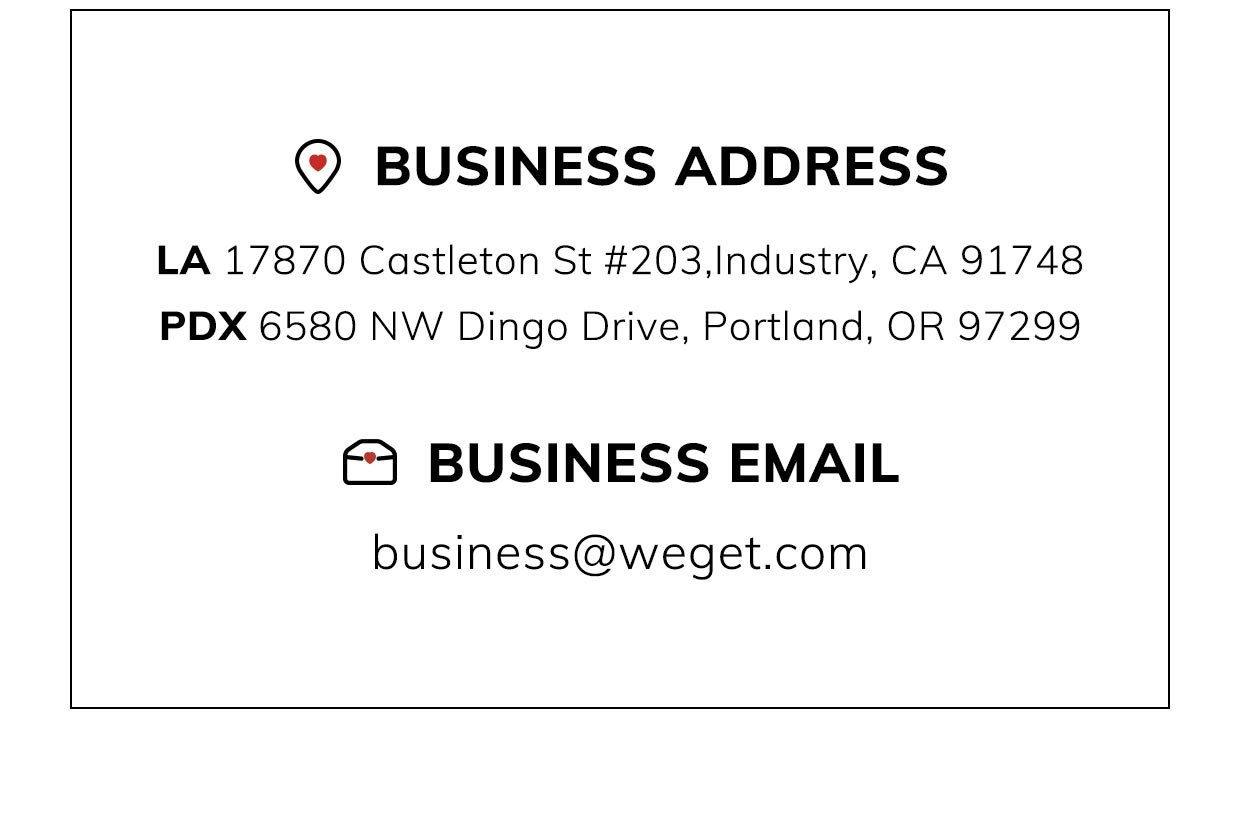 BUSINESS ADDRESS
LA 17870 Castleton St #203,Industry, CA 91748
PDX 6580 NW Dingo Drive, Portland, OR 97299
BUSINESS EMAIL
business@weget.com